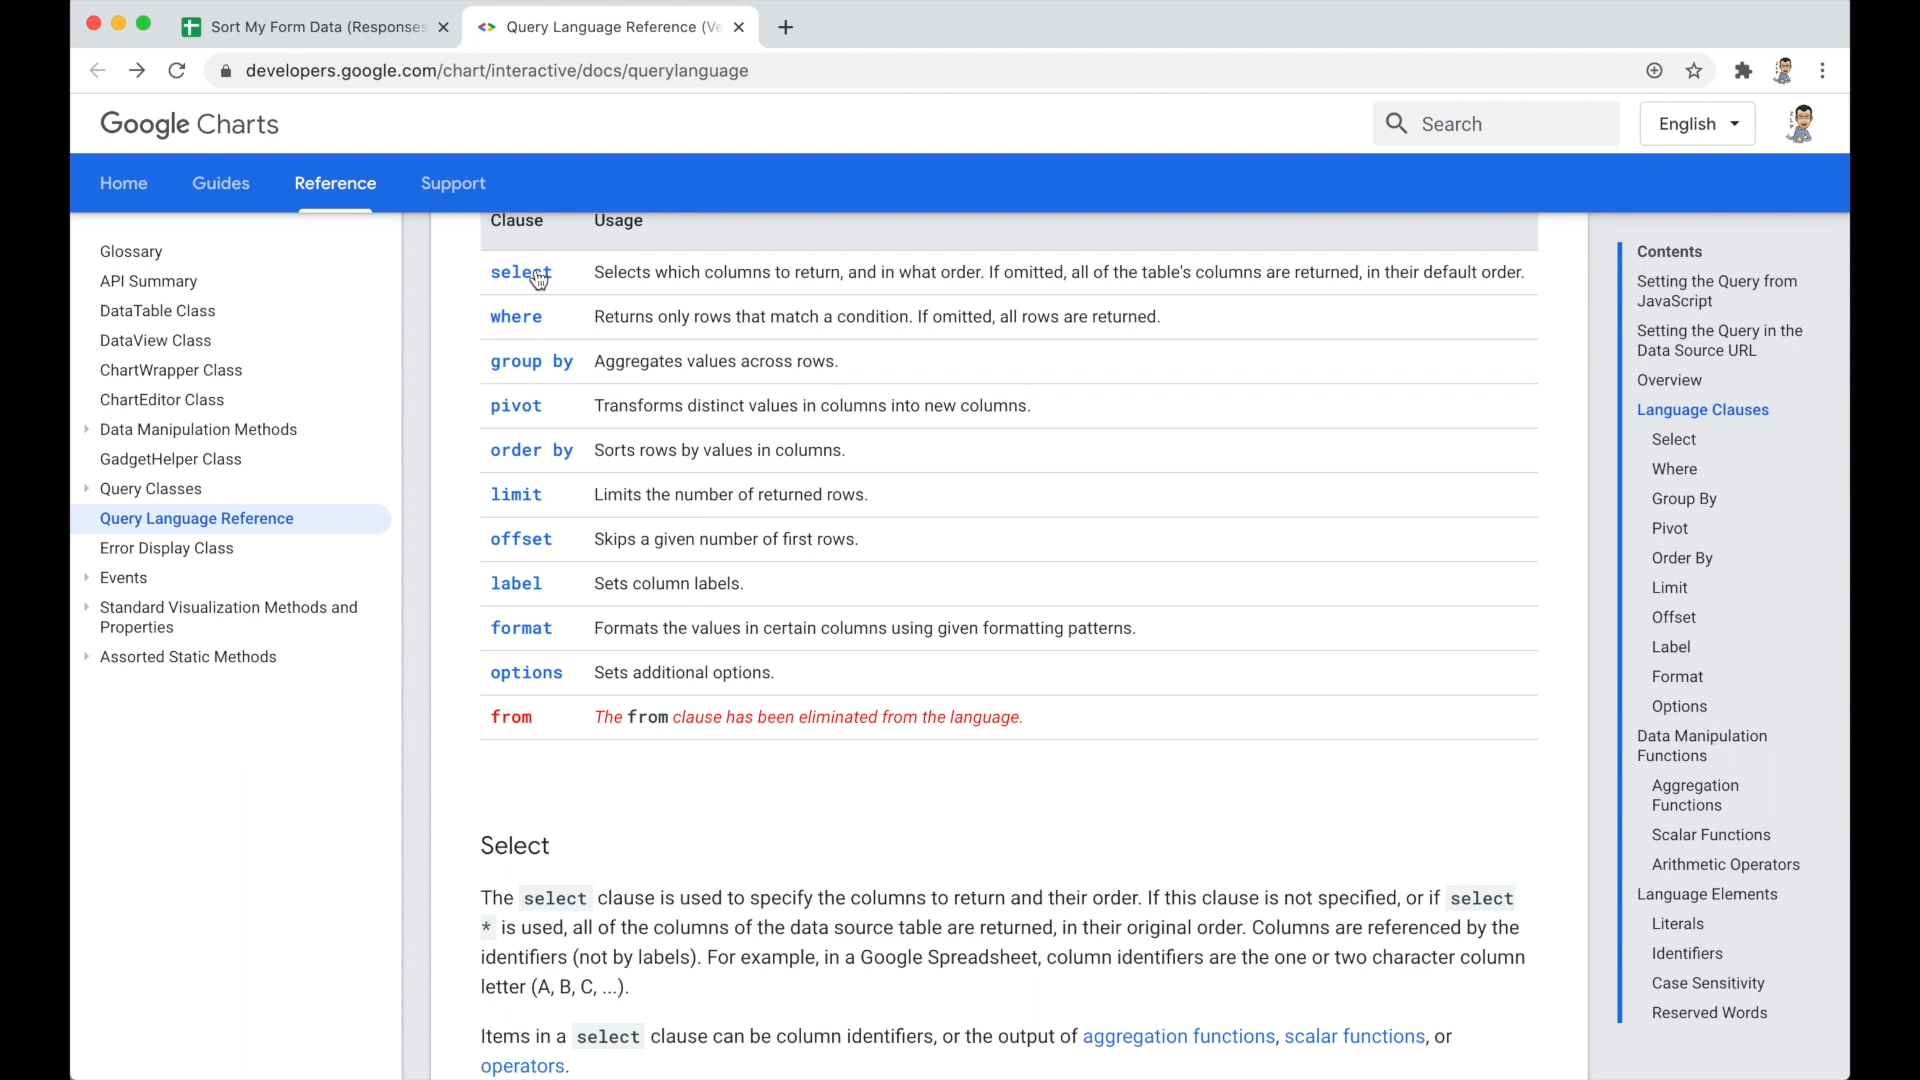 Sort My Form Data (Responses
Query Language Reference (Ve
developers.google.com/chart/interactive/docs/querylanguage
Google Charts
Search
English
Home
Guides
Reference
Support
Glossary
API Summary
DataTable Class
DataView Class
ChartWrapper Class
ChartEditor Class
Data Manipulation Methods
GadgetHelper Class
Query Classes
Query Language Reference
Error Display Class
Events
Standard Visualization Methods and
Properties
Assorted Static Methods
Clause Usage
select Selects which columns to return, and in what order. If omitted, all of the table's columns are returned, in their default order.
where Returns only rows that match a condition. If omitted, all rows are returned.
group by Aggregates values across rows.
pivot Transforms distinct values in columns into new columns.
order by Sorts rows by values in columns.
limit Limits the number of returned rows.
offset Skips a given number of first rows.
label Sets column labels.
format Formats the values in certain columns using given formatting patterns.
options Sets additional options.
from The from clause has been eliminated from the language.
Select
The select clause is used to specify the columns to return and their order. If this clause is not specified, or if select
* is used, all of the columns of the data source table are returned, in their original order. Columns are referenced by the
identifiers (not by labels). For example, in a Google Spreadsheet, column identifiers are the one or two character column
letter (A, B, C, ...).
Items in a select clause can be column identifiers, or the output of aggregation functions, scalar functions, or
operators.
Contents
Setting the Query from
JavaScript
Setting the Query in the
Data Source URL
Overview
Language Clauses
Select
Where
Group By
Pivot
Order By
Limit
Offset
Label
Format
Options
Data Manipulation
Functions
Aggregation
Functions
Scalar Functions
Arithmetic Operators
Language Elements
Literals
Identifiers
Case Sensitivity
Reserved Words